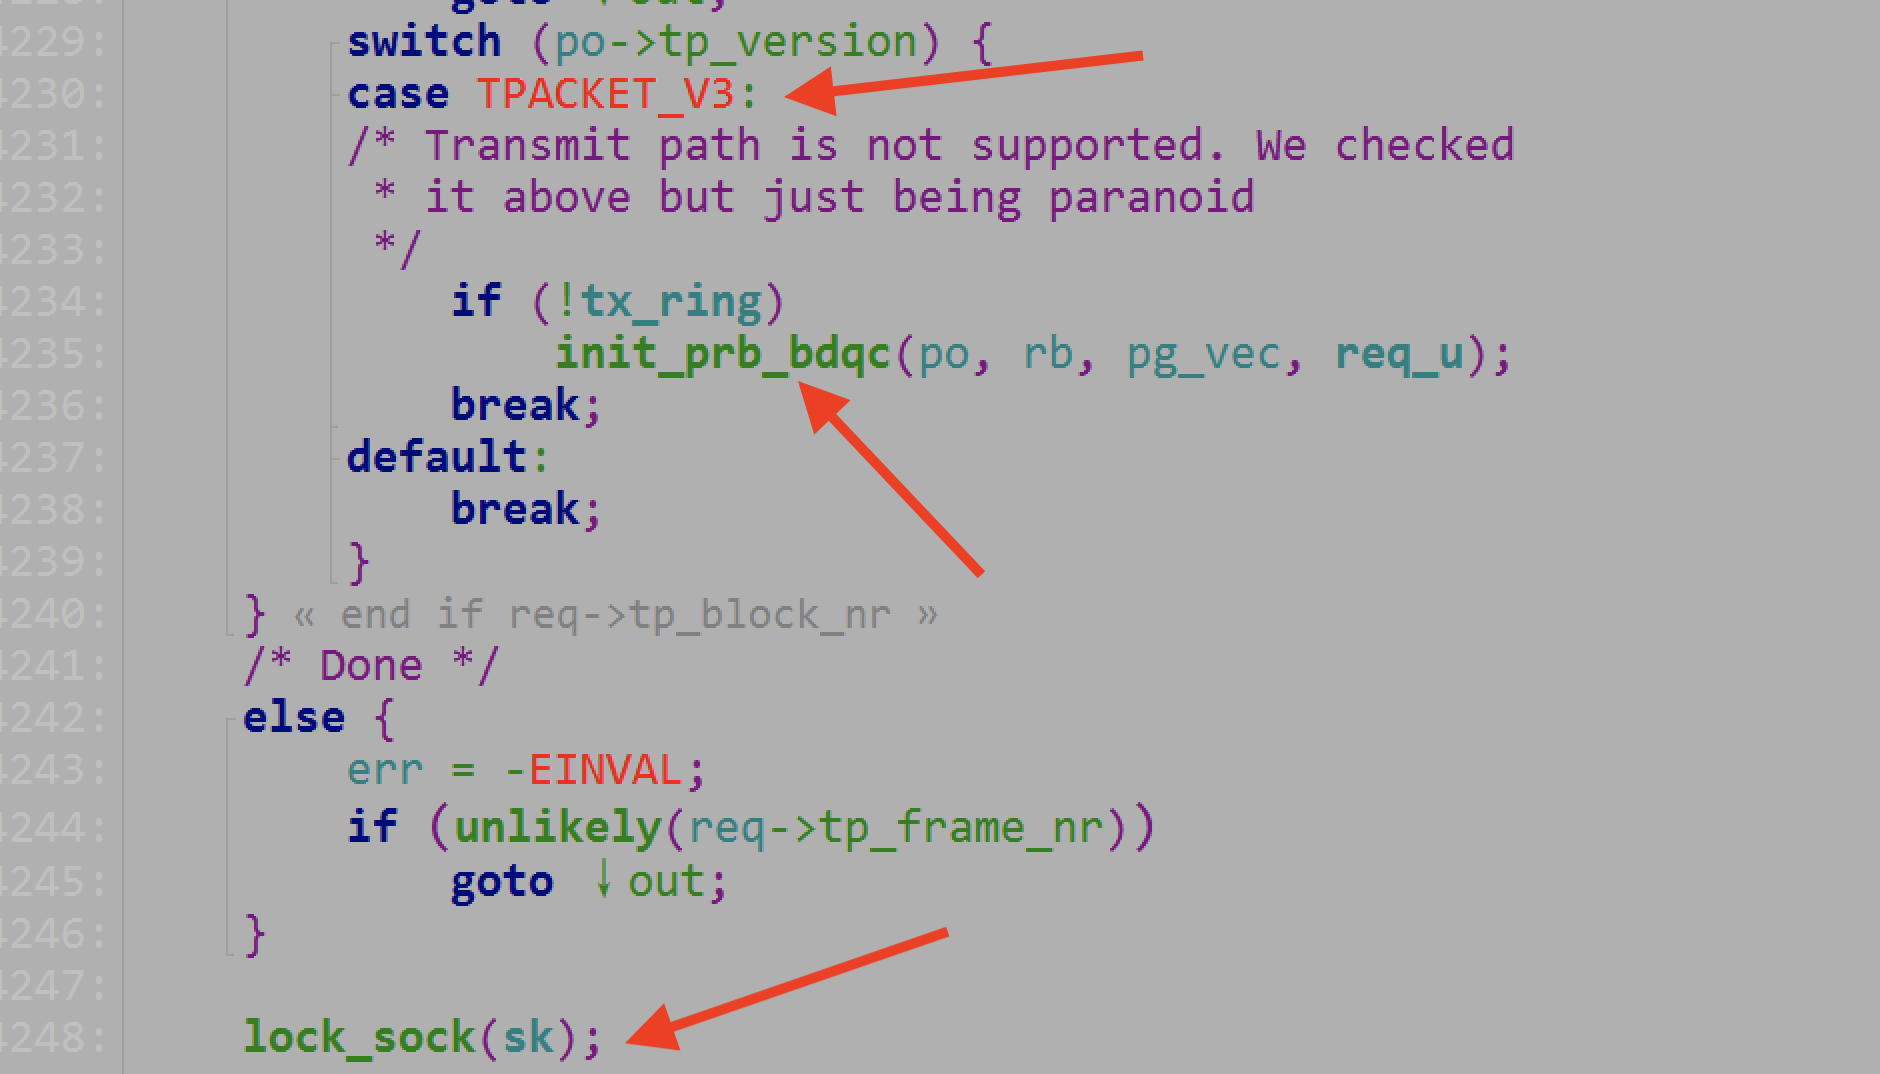 goto ↓out;
4229: switch (po->tp_version) {
4230: case TPACKET_V3:
4231: /* Transmit path is not supported. We checked
4232: * it above but just being paranoid
4233: */
4234: if (!tx_ring)
4235: init_prb_bdqc(po, rb, pg_vec, req_u);
4236: break;
4237: default:
4238: break;
4239: }
4240: } « end if req->tp_block_nr »
4241: /* Done */
4242: else {
4243: err = -EINVAL;
4244: if (unlikely(req->tp_frame_nr))
4245: goto ↓out;
4246: }
4247:
4248: lock_sock(sk);